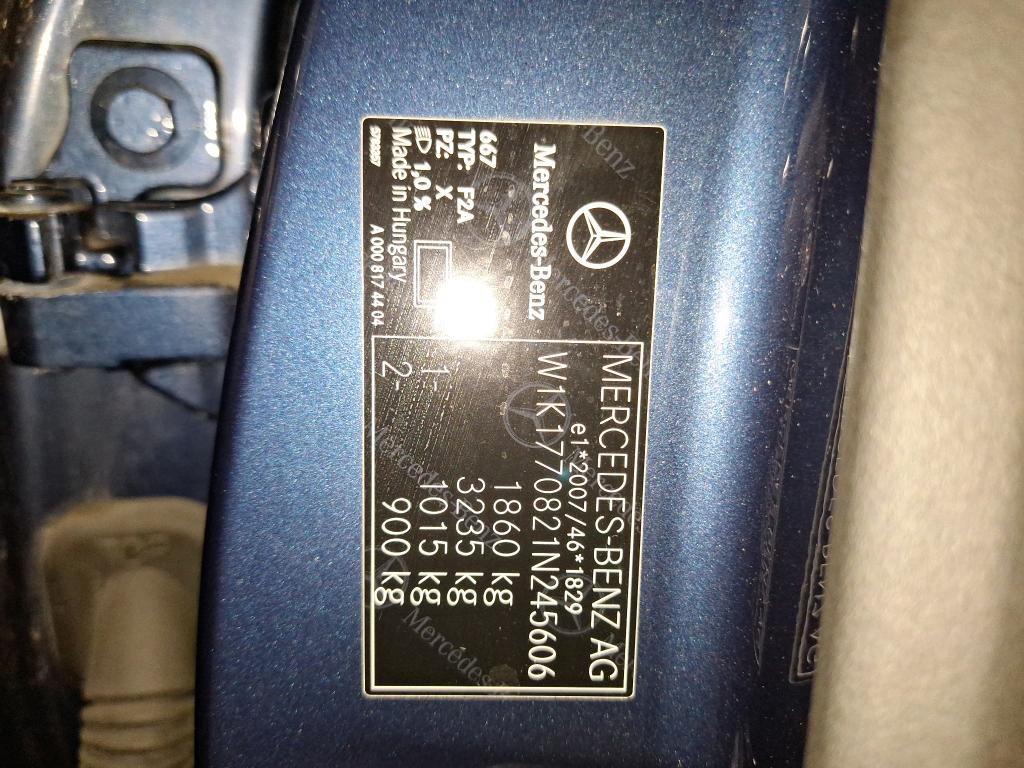 Mercedes-Benz
667
TYP: F2A
PZ: X
1,0 %
Made in Hungary
A 000 817 44 04
MERCEDES-BENZ AG
e1*2007/46*1829
W1K1770821N245606
1860 kg
3235 kg
1- 1015 kg
2- 900 kg